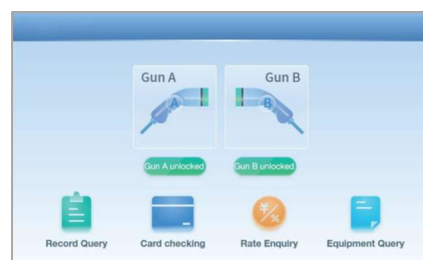 Gun A
Gun B
A
B
Gun A unlocked
Gun B unlocked
¥/%
Record Query
Card checking
Rate Enquiry
Equipment Query